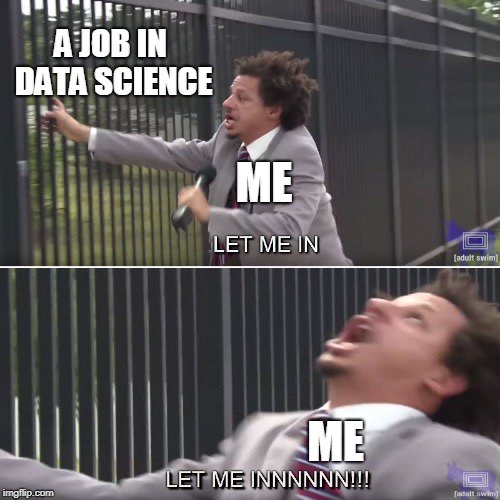 A JOB IN
DATA SCIENCE
ME
LET ME IN
[adult swim]
ME
LET ME INNNNNN!!!
[adult swim]
imgflip.com